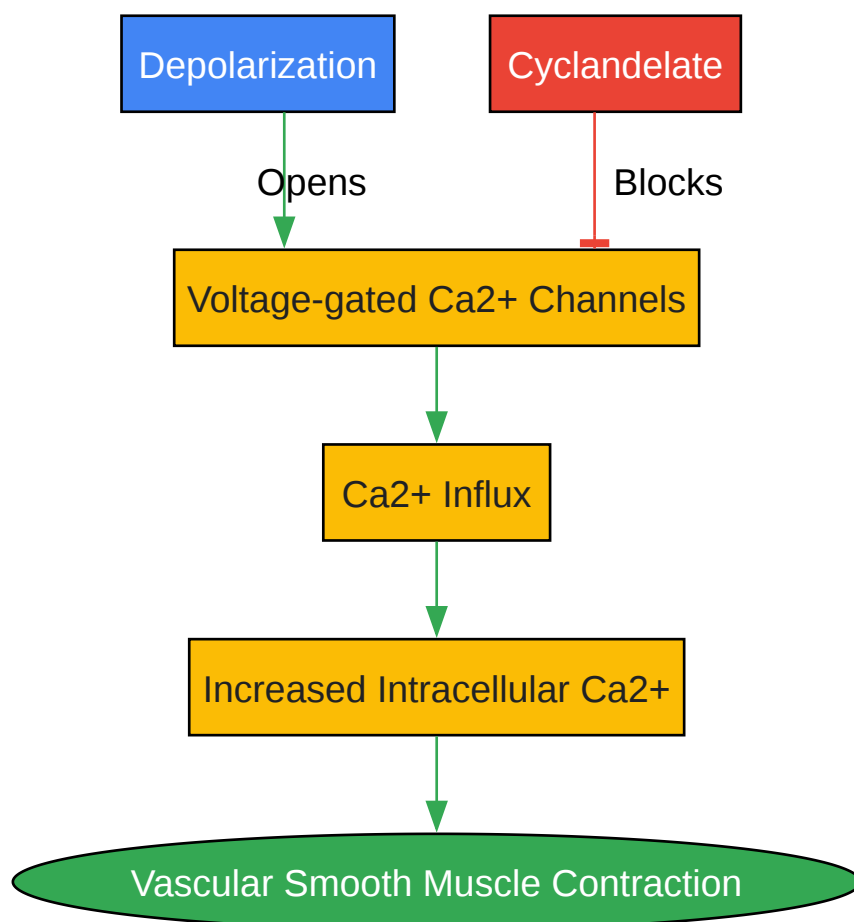 Depolarization
Cyclandelate
Opens
Blocks
Voltage-gated Ca2+ Channels
Ca2+ Influx
Increased Intracellular Ca2+
Vascular Smooth Muscle Contraction